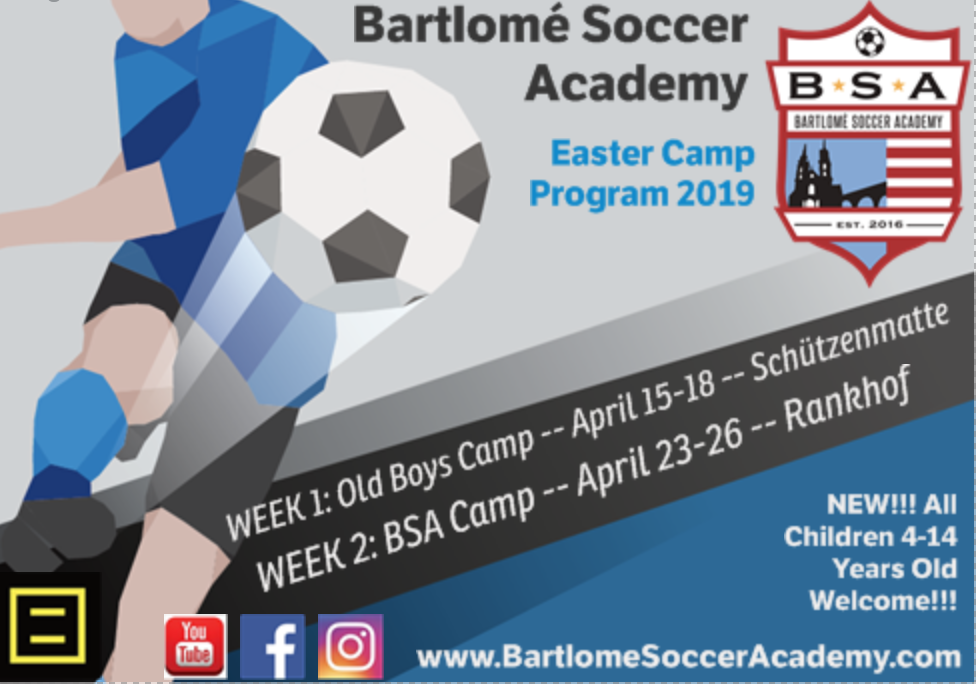 Bartlomé Soccer
Academy
Easter Camp
Program 2019
B S A
BARTLOMÉ SOCCER ACADEMY
EST. 2016
WEEK 1: Old Boys Camp -- April 15-18 -- Schützenmatte
WEEK 2: BSA Camp -- April 23-26 -- Rankhof
NEW!!! All
Children 4-14
Years Old
Welcome!!!
You
Tube
f
www.BartlomeSoccerAcademy.com